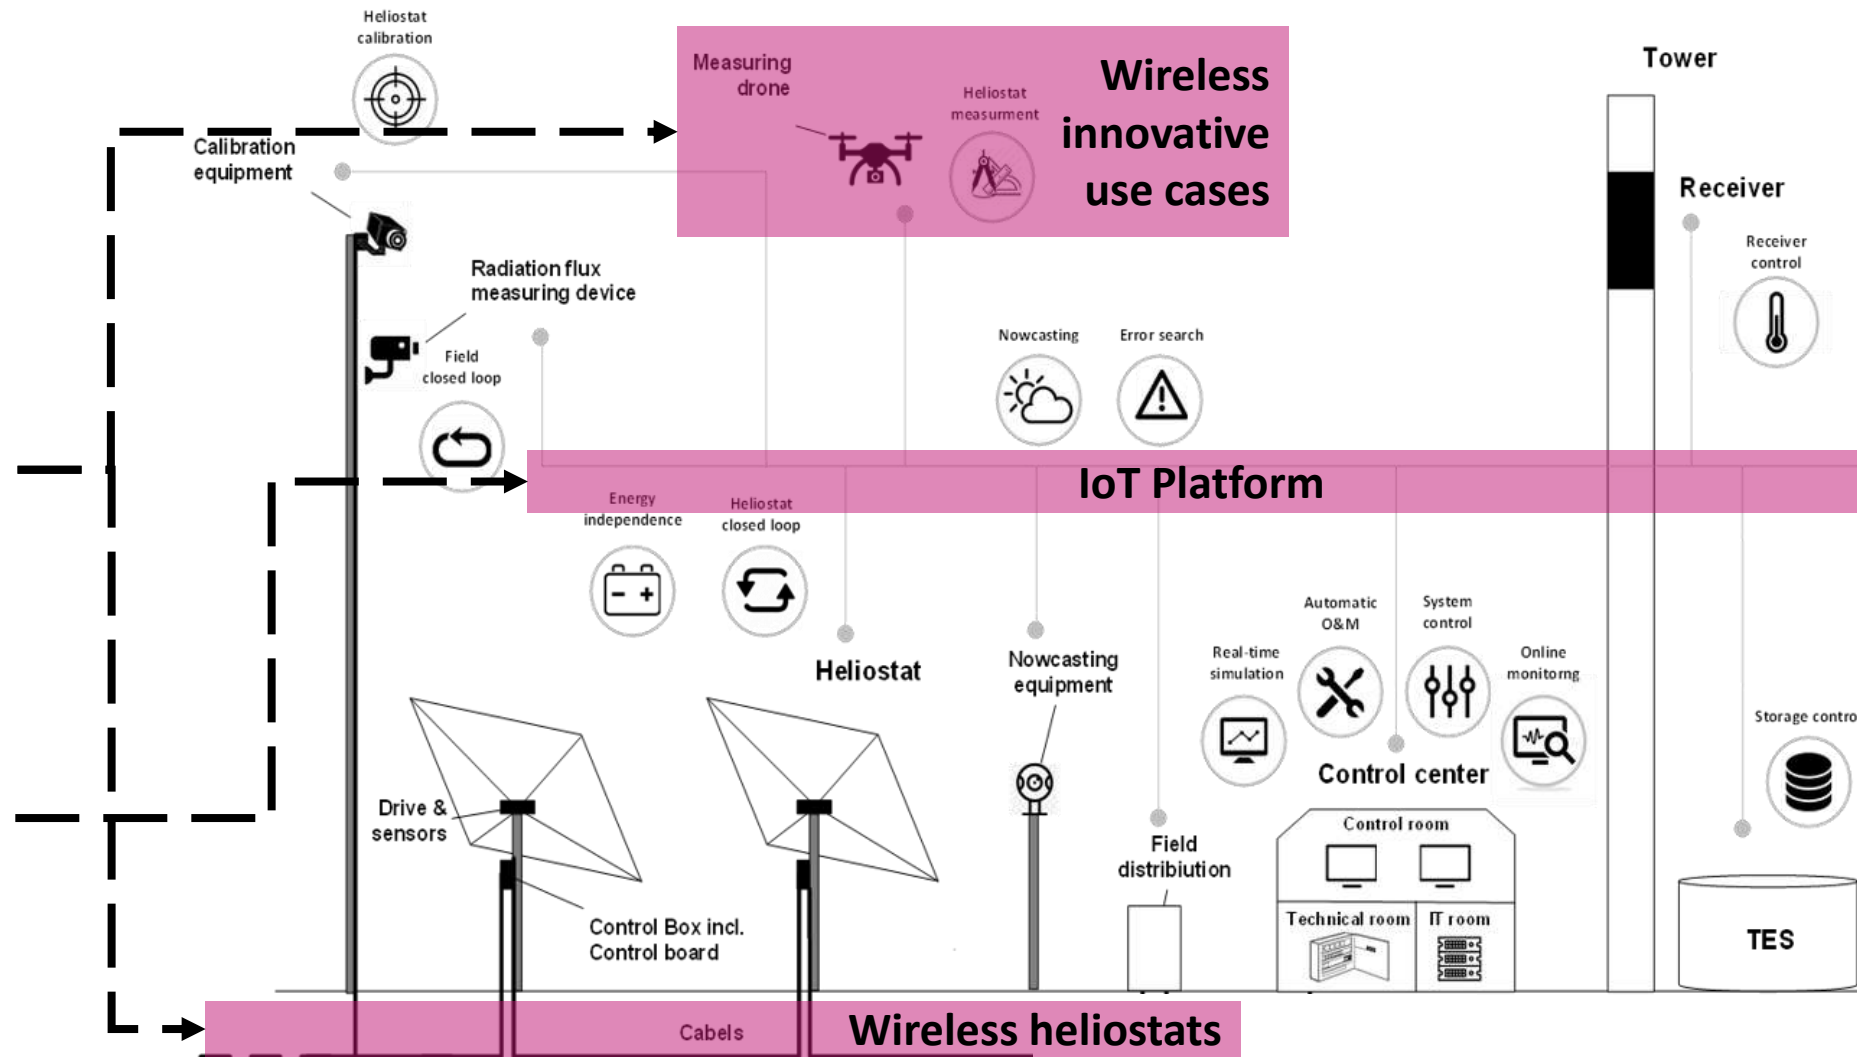 Heliostat
calibration
Measuring
drone
Heliostat
measurment
Wireless
innovative
use cases
Tower
Calibration
equipment
Receiver
Receiver
control
Radiation flux
measuring device
Field
closed loop
Nowcasting
Error search
IoT Platform
Energy
independence
Heliostat
closed loop
Heliostat
Nowcasting
equipment
Real-time
simulation
Automatic
O&M
System
control
Online
monitorng
Storage contro
Control center
Drive &
sensors
Control Box incl.
Control board
Field
distribiution
Control room
Technical room
IT room
TES
Cabels
Wireless heliostats